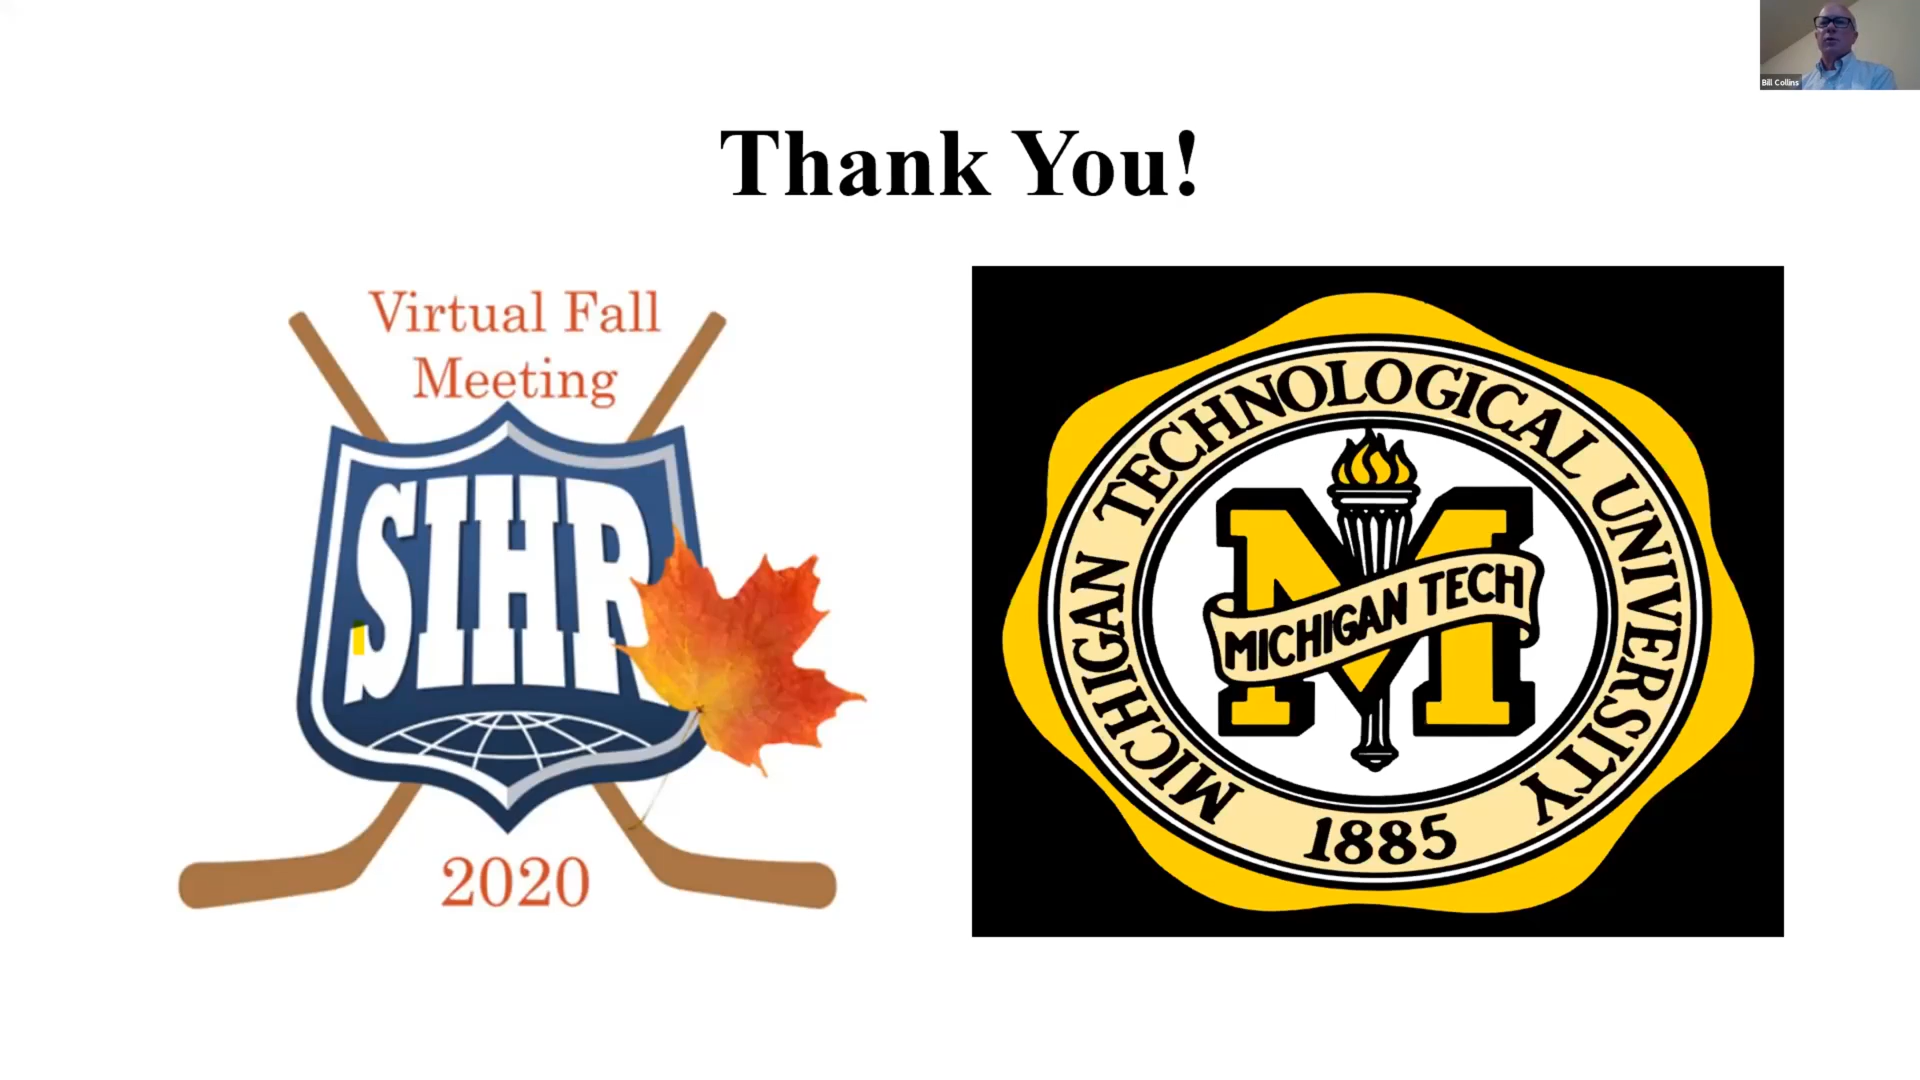 Bill Collins
Thank You!
Virtual Fall
Meeting
SIHR
2020
MICHIGAN TECHNOLOGICAL UNIVERSITY
MICHIGAN TECH
1885